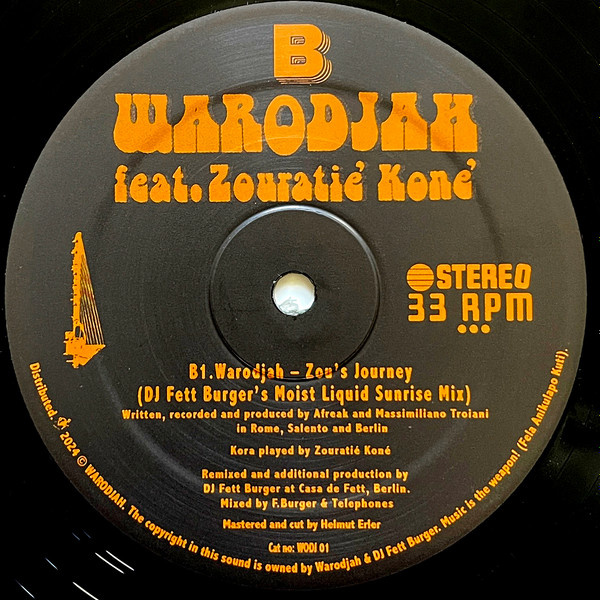 B
WARODJAH
feat. Zouratié Koné
STEREO
33 RPM
B1. Warodjah – Zou's Journey
(DJ Fett Burger's Moist Liquid Sunrise Mix)
Written, recorded and produced by Afreak and Massimiliano Troiani
in Rome, Salento and Berlin
Kora played by Zouratié Koné
Remixed and additional production by
DJ Fett Burger at Casa de Fett, Berlin.
Mixed by F.Burger & Telephones
Mastered and cut by Helmut Erler
Cat no: WODJ 01
Distributed. 2024 © WARODJAH. The copyright in this sound is owned by Warodjah & DJ Fett Burger. Music is the weapon! (Fela Anikulapo Kuti).